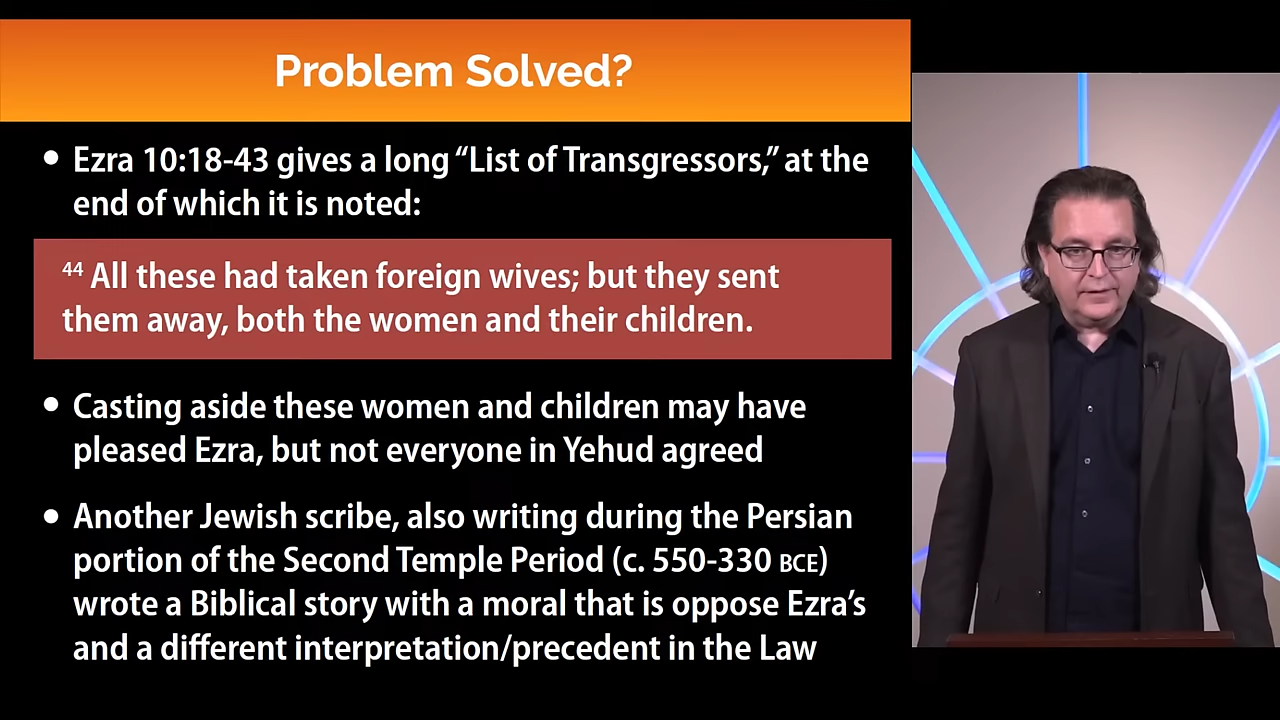 Problem Solved?
• Ezra 10:18-43 gives a long “List of Transgressors,” at the
end of which it is noted:
⁴⁴ All these had taken foreign wives; but they sent
them away, both the women and their children.
• Casting aside these women and children may have
pleased Ezra, but not everyone in Yehud agreed
• Another Jewish scribe, also writing during the Persian
portion of the Second Temple Period (c. 550-330 BCE)
wrote a Biblical story with a moral that is oppose Ezra’s
and a different interpretation/precedent in the Law